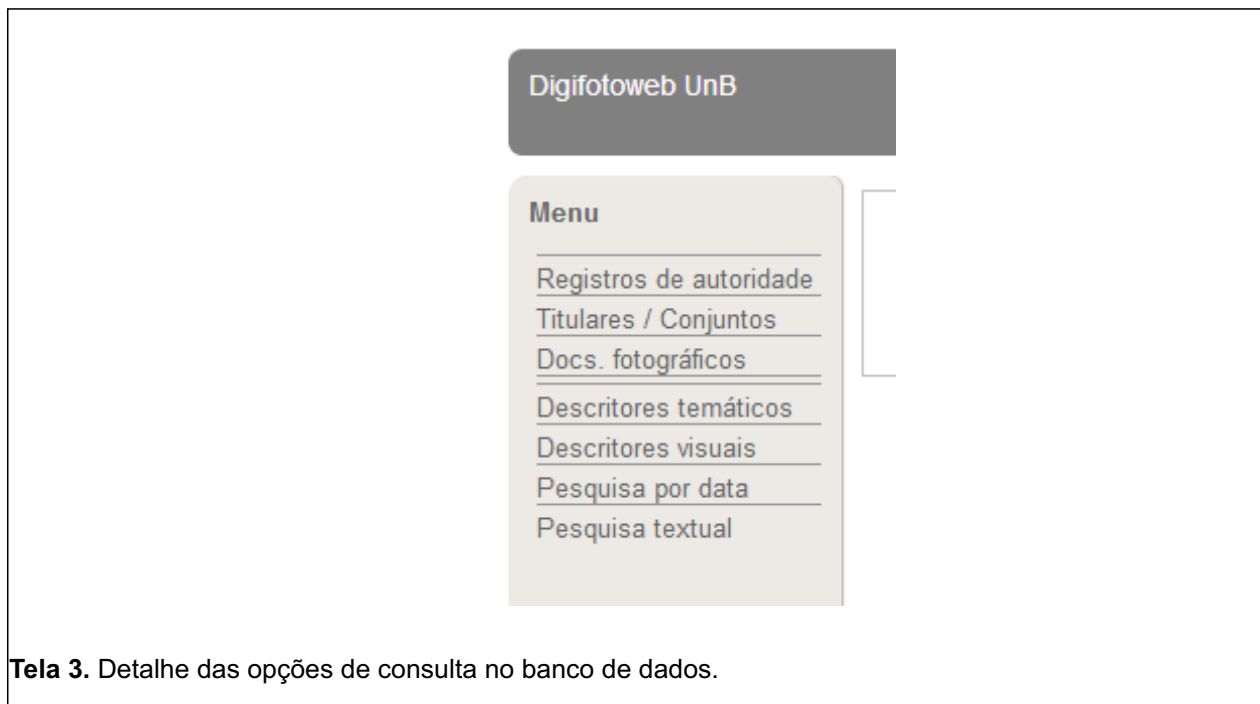 Digifotoweb UnB
Menu
Registros de autoridade
Titulares / Conjuntos
Docs. fotográficos
Descritores temáticos
Descritores visuais
Pesquisa por data
Pesquisa textual
Tela 3. Detalhe das opções de consulta no banco de dados.